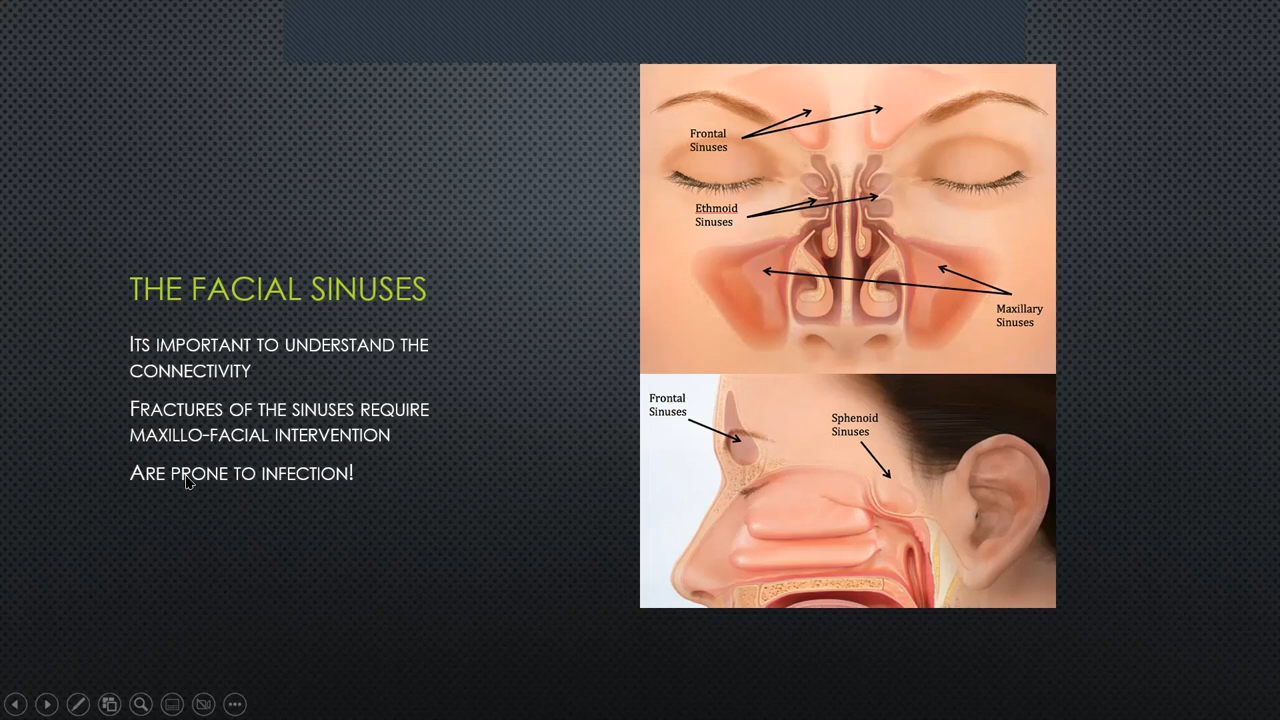 THE FACIAL SINUSES
ITS IMPORTANT TO UNDERSTAND THE
CONNECTIVITY
FRACTURES OF THE SINUSES REQUIRE
MAXILLO-FACIAL INTERVENTION
ARE PRONE TO INFECTION!
Frontal
Sinuses
Ethmoid
Sinuses
Maxillary
Sinuses
Frontal
Sinuses
Sphenoid
Sinuses